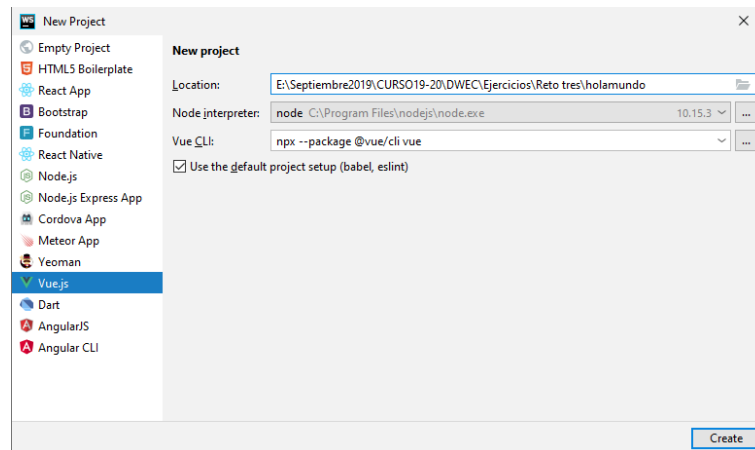 WS New Project
Empty Project
HTML5 Boilerplate
React App
B Bootstrap
F Foundation
React Native
Node.js
Node.js Express App
Cordova App
Meteor App
Yeoman
Vue.js
Dart
AngularJS
Angular CLI
New project
Location: E:\Septiembre2019\CURSO19-20\DWEC\Ejercicios\Reto tres\holamundo
Node interpreter: node C:\Program Files\nodejs\node.exe 10.15.3 ...
Vue CLI: npx --package @vue/cli vue ...
Use the default project setup (babel, eslint)
Create